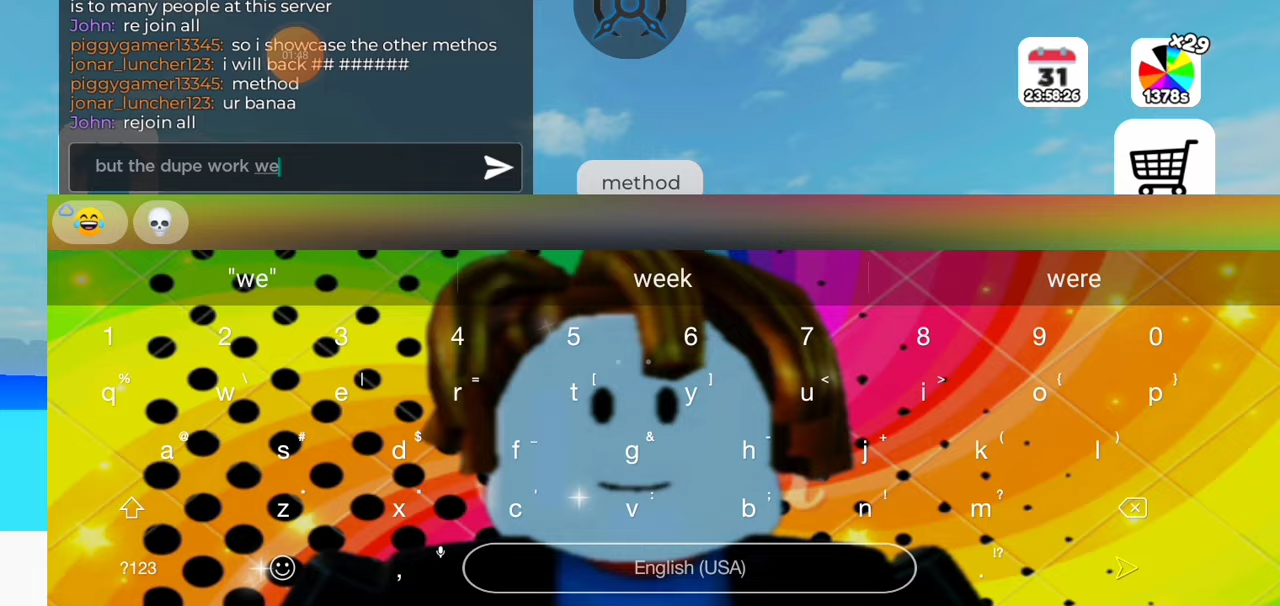 is to many people at this server
John: re join all
piggygamer13345: so i showcase the other methos
jonar_luncher123: i will back ## ######
piggygamer13345: method
jonar_luncher123: ur banaa
John: rejoin all
01:48
but the dupe work we
method
31
23:58:26
x29
1378s
"we" week were
1 2 3 4 5 6 7 8 9 0
% \ | = [ ] < > { }
q w e r t y u i o p
@ # $ _ & - + ( )
a s d f g h j k l
* " ' : ; ! ?
z x c v b n m
?123 , English (USA) . !?